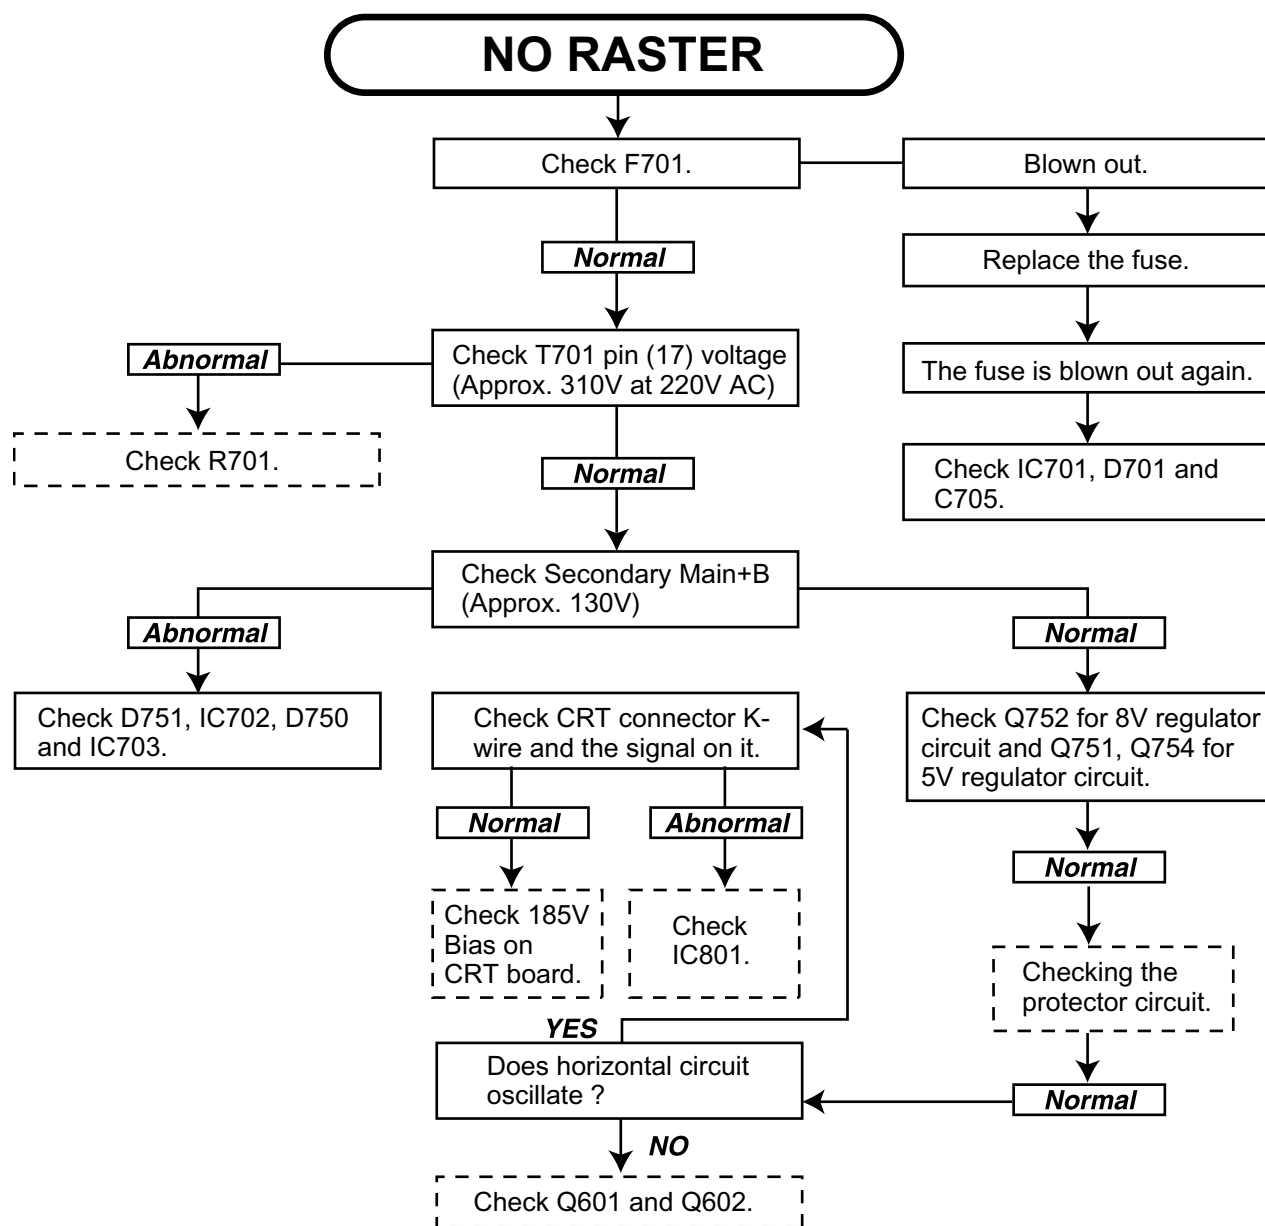 NO RASTER
Check F701.
Blown out.
Normal
Replace the fuse.
Abnormal
Check T701 pin (17) voltage
(Approx. 310V at 220V AC)
The fuse is blown out again.
Check R701.
Normal
Check IC701, D701 and
C705.
Check Secondary Main+B
(Approx. 130V)
Abnormal
Normal
Check D751, IC702, D750
and IC703.
Check CRT connector K-
wire and the signal on it.
Check Q752 for 8V regulator
circuit and Q751, Q754 for
5V regulator circuit.
Normal
Abnormal
Normal
Check 185V
Bias on
CRT board.
Check
IC801.
Checking the
protector circuit.
YES
Does horizontal circuit
oscillate ?
Normal
NO
Check Q601 and Q602.